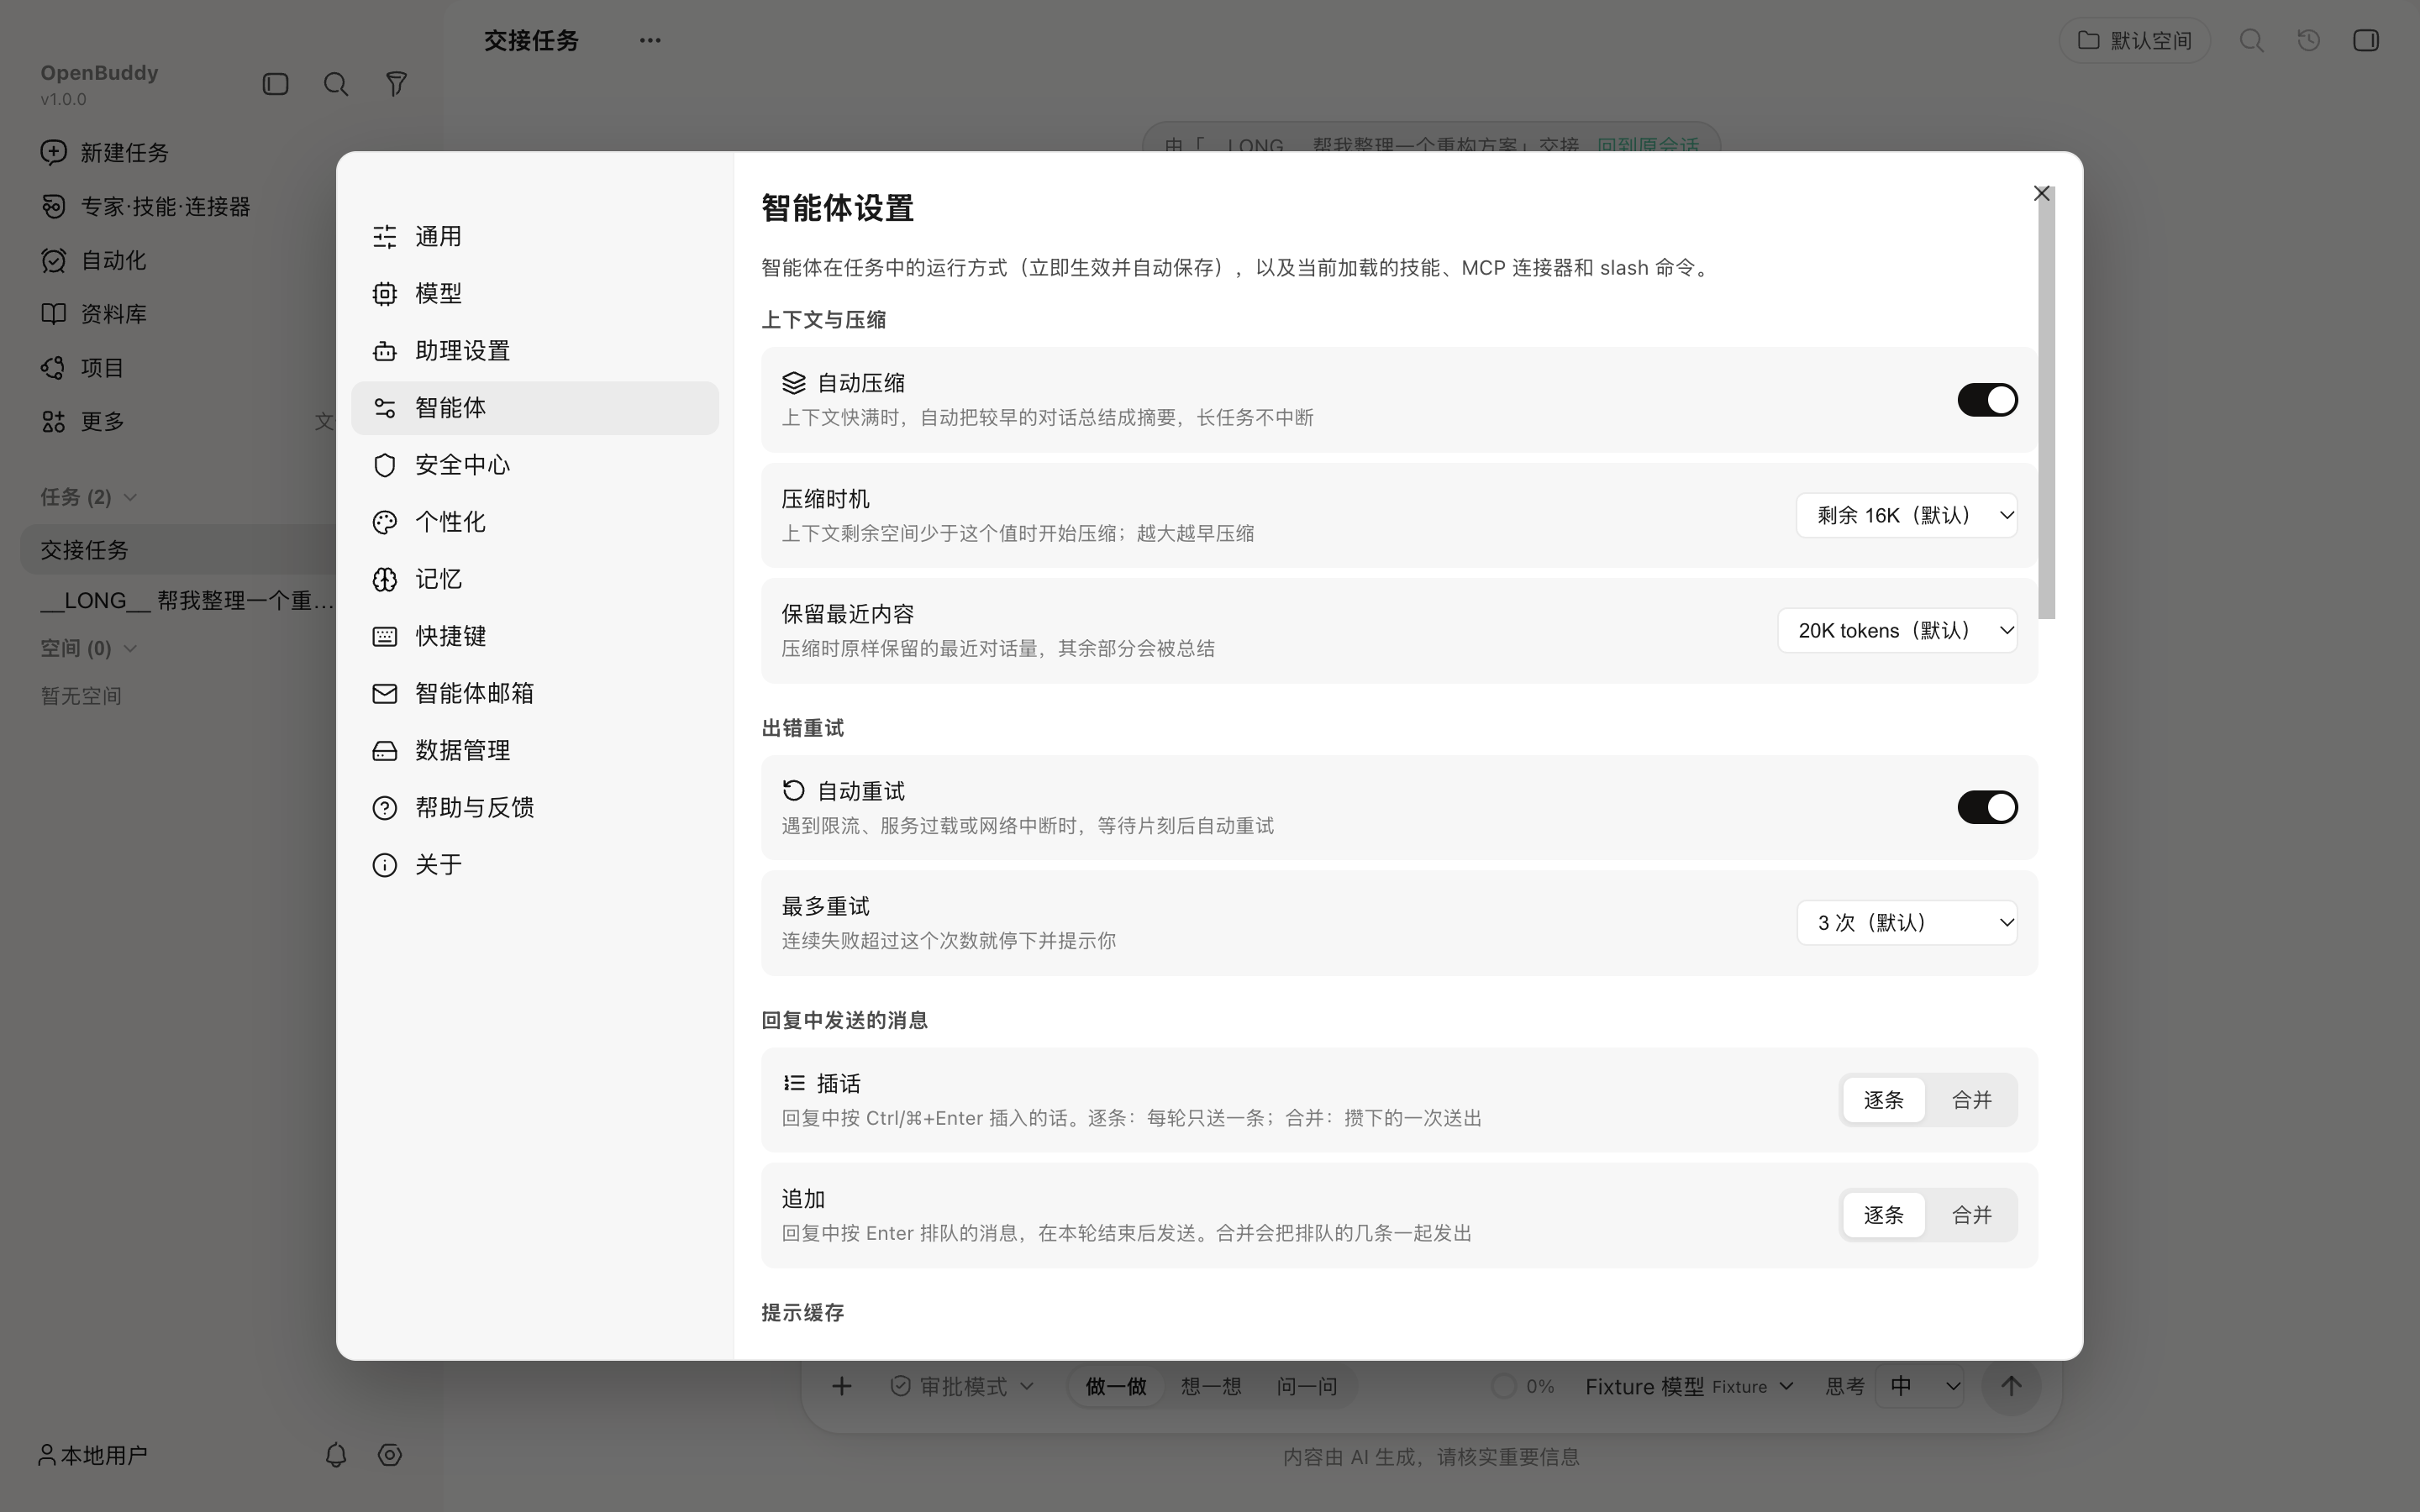 OpenBuddy
v1.0.0
新建任务
专家·技能·连接器
自动化
资料库
项目
更多
文
任务 (2)
交接任务
__LONG__ 帮我整理一个重…
空间 (0)
暂无空间
本地用户
交接任务
默认空间
由「__LONG__ 帮我整理一个重构方案」交接 回到原会话
通用
模型
助理设置
智能体
安全中心
个性化
记忆
快捷键
智能体邮箱
数据管理
帮助与反馈
关于
智能体设置
智能体在任务中的运行方式（立即生效并自动保存），以及当前加载的技能、MCP 连接器和 slash 命令。
上下文与压缩
自动压缩
上下文快满时，自动把较早的对话总结成摘要，长任务不中断
压缩时机
上下文剩余空间少于这个值时开始压缩；越大越早压缩
剩余 16K（默认）
保留最近内容
压缩时原样保留的最近对话量，其余部分会被总结
20K tokens（默认）
出错重试
自动重试
遇到限流、服务过载或网络中断时，等待片刻后自动重试
最多重试
连续失败超过这个次数就停下并提示你
3 次（默认）
回复中发送的消息
插话
回复中按 Ctrl/⌘+Enter 插入的话。逐条：每轮只送一条；合并：攒下的一次送出
逐条 合并
追加
回复中按 Enter 排队的消息，在本轮结束后发送。合并会把排队的几条一起发出
逐条 合并
提示缓存
审批模式 做一做 想一想 问一问 0% Fixture 模型 Fixture 思考 中
内容由 AI 生成，请核实重要信息